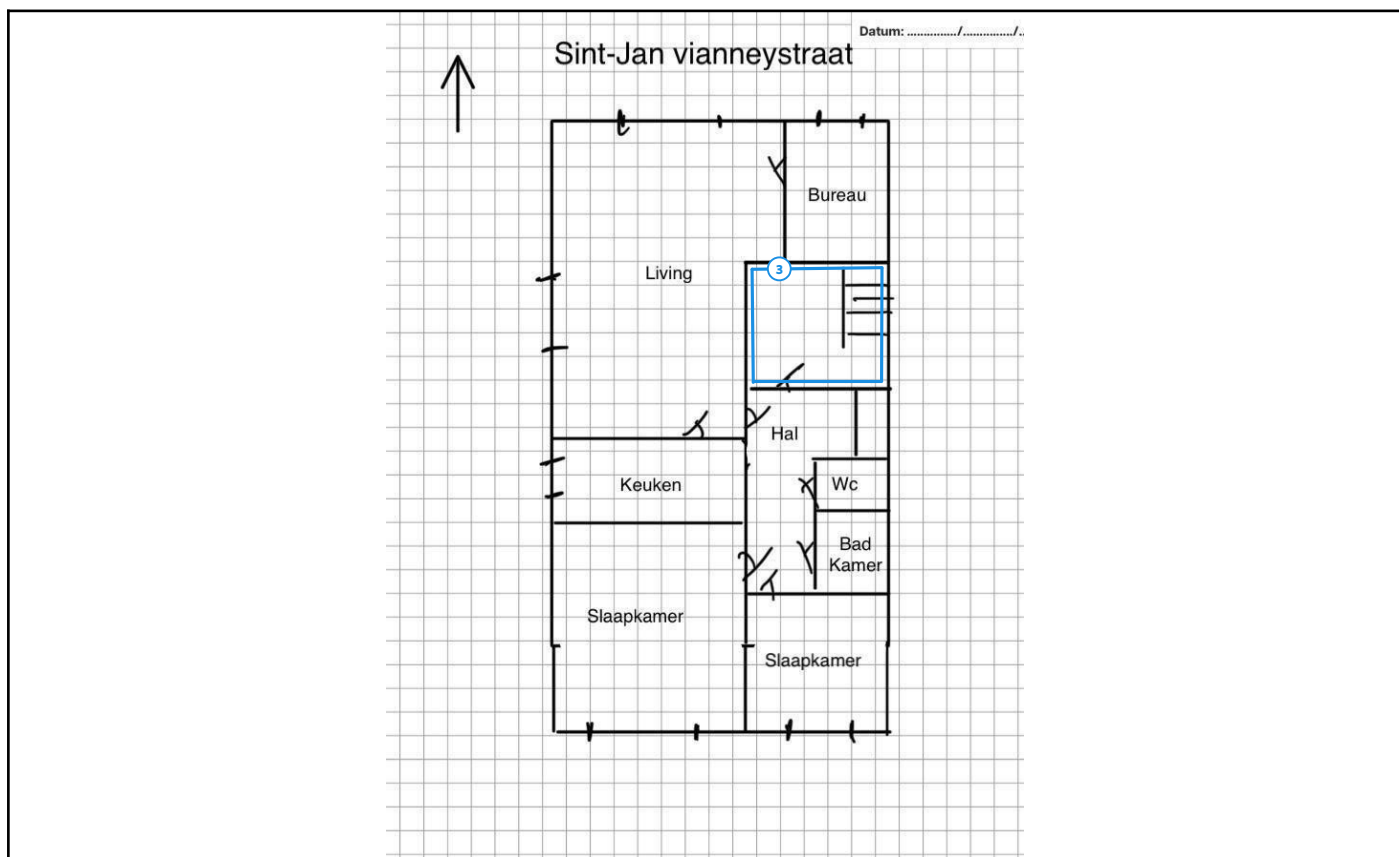 Datum: .............../.............../..
Sint-Jan vianneystraat
Bureau
Living
3
Hal
Keuken
Wc
Bad
Kamer
Slaapkamer
Slaapkamer